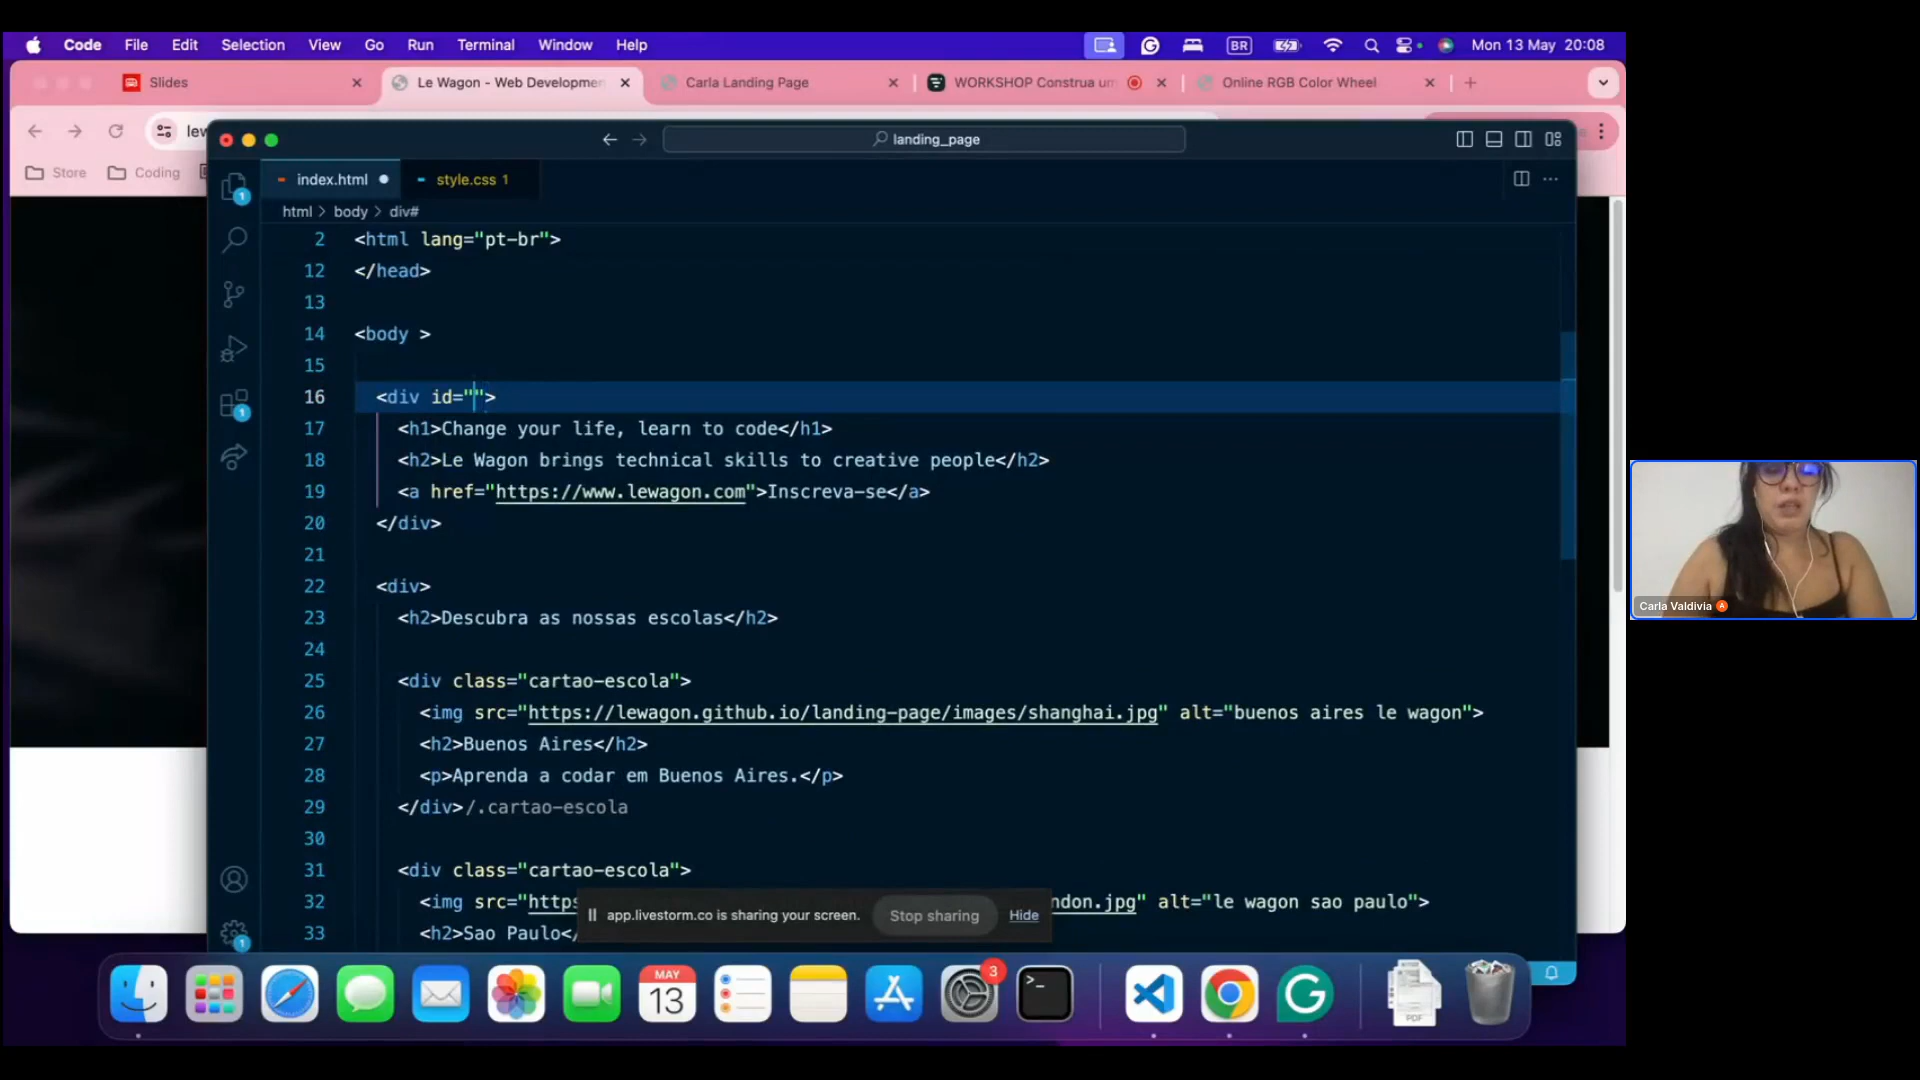 Code File Edit Selection View Go Run Terminal Window Help BR Mon 13 May 20:08
Slides Le Wagon - Web Developmen Carla Landing Page WORKSHOP Construa um Online RGB Color Wheel
lew landing_page
Store Coding
index.html style.css 1
html > body > div#
2 <html lang="pt-br">
12 </head>
13
14 <body >
15
16 <div id="">
17 <h1>Change your life, learn to code</h1>
18 <h2>Le Wagon brings technical skills to creative people</h2>
19 <a href="https://www.lewagon.com">Inscreva-se</a>
20 </div>
21
22 <div>
23 <h2>Descubra as nossas escolas</h2>
24
25 <div class="cartao-escola">
26 <img src="https://lewagon.github.io/landing-page/images/shanghai.jpg" alt="buenos aires le wagon">
27 <h2>Buenos Aires</h2>
28 <p>Aprenda a codar em Buenos Aires.</p>
29 </div>/.cartao-escola
30
31 <div class="cartao-escola">
32 <img src="https ndon.jpg" alt="le wagon sao paulo">
33 <h2>Sao Paulo<
app.livestorm.co is sharing your screen. Stop sharing Hide
Carla Valdivia A
1
1
1
MAY
13
3
>_
PDF